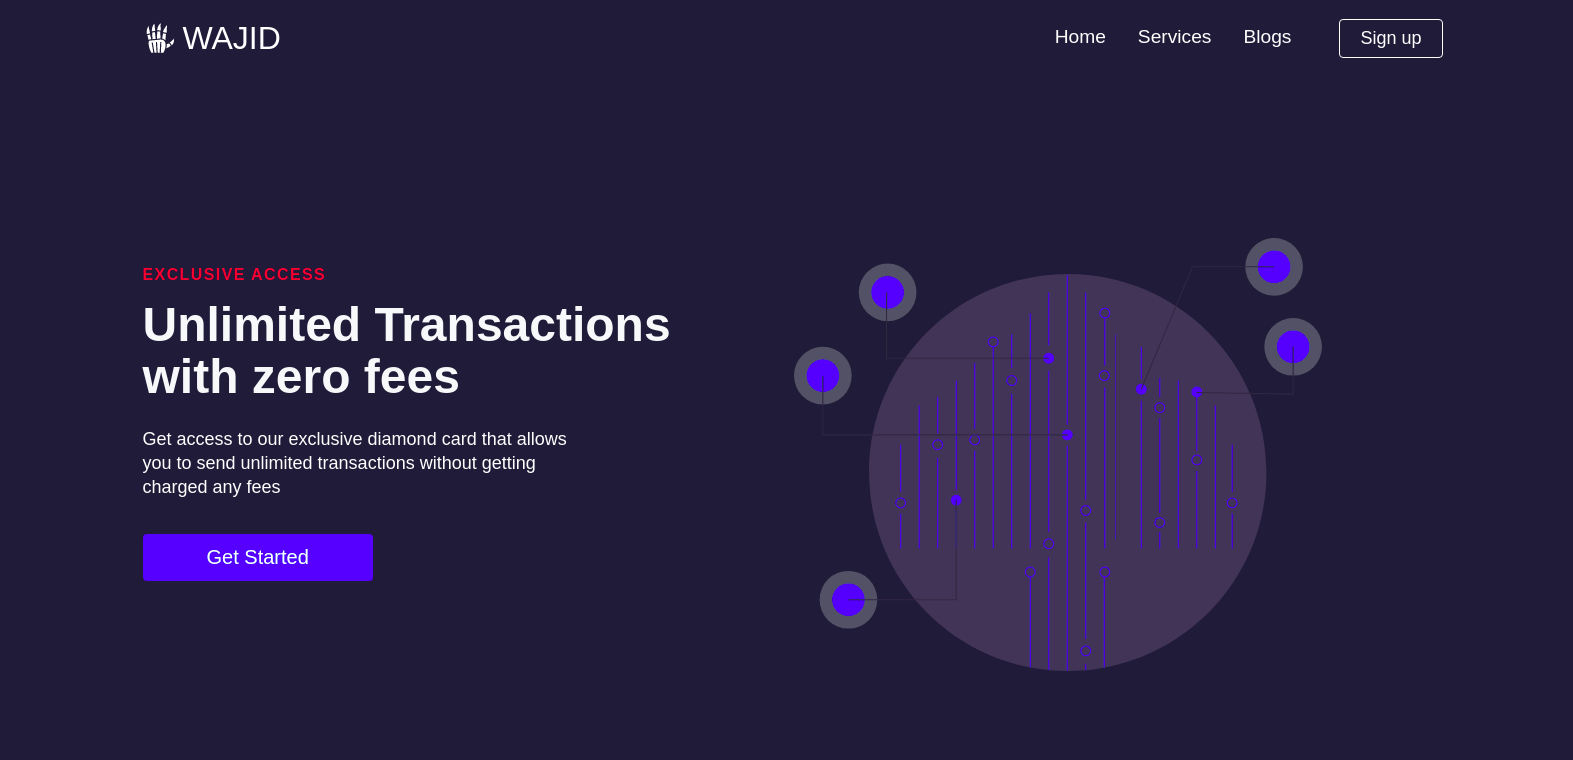 WAJID
Home
Services
Blogs
Sign up
EXCLUSIVE ACCESS
Unlimited Transactions
with zero fees
Get access to our exclusive diamond card that allows
you to send unlimited transactions without getting
charged any fees
Get Started